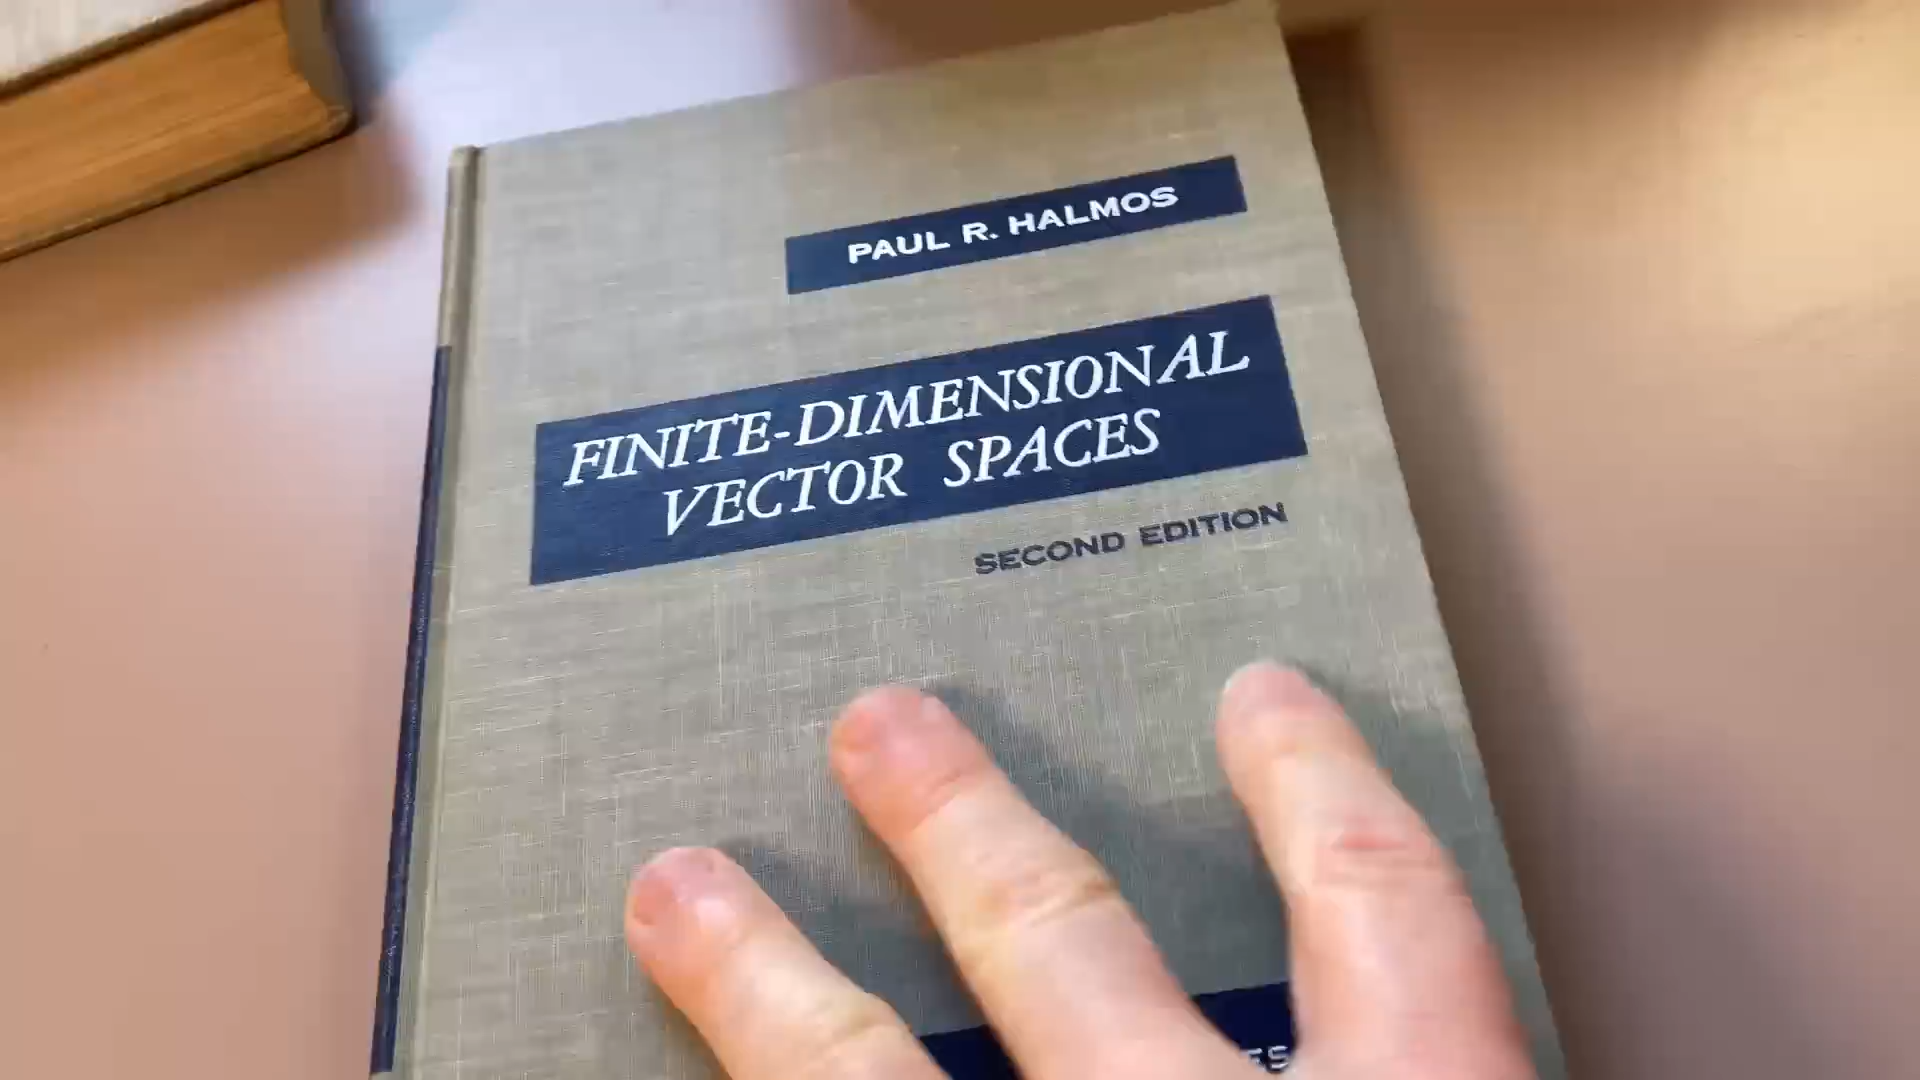 PAUL R. HALMOS
FINITE-DIMENSIONAL
VECTOR SPACES
SECOND EDITION